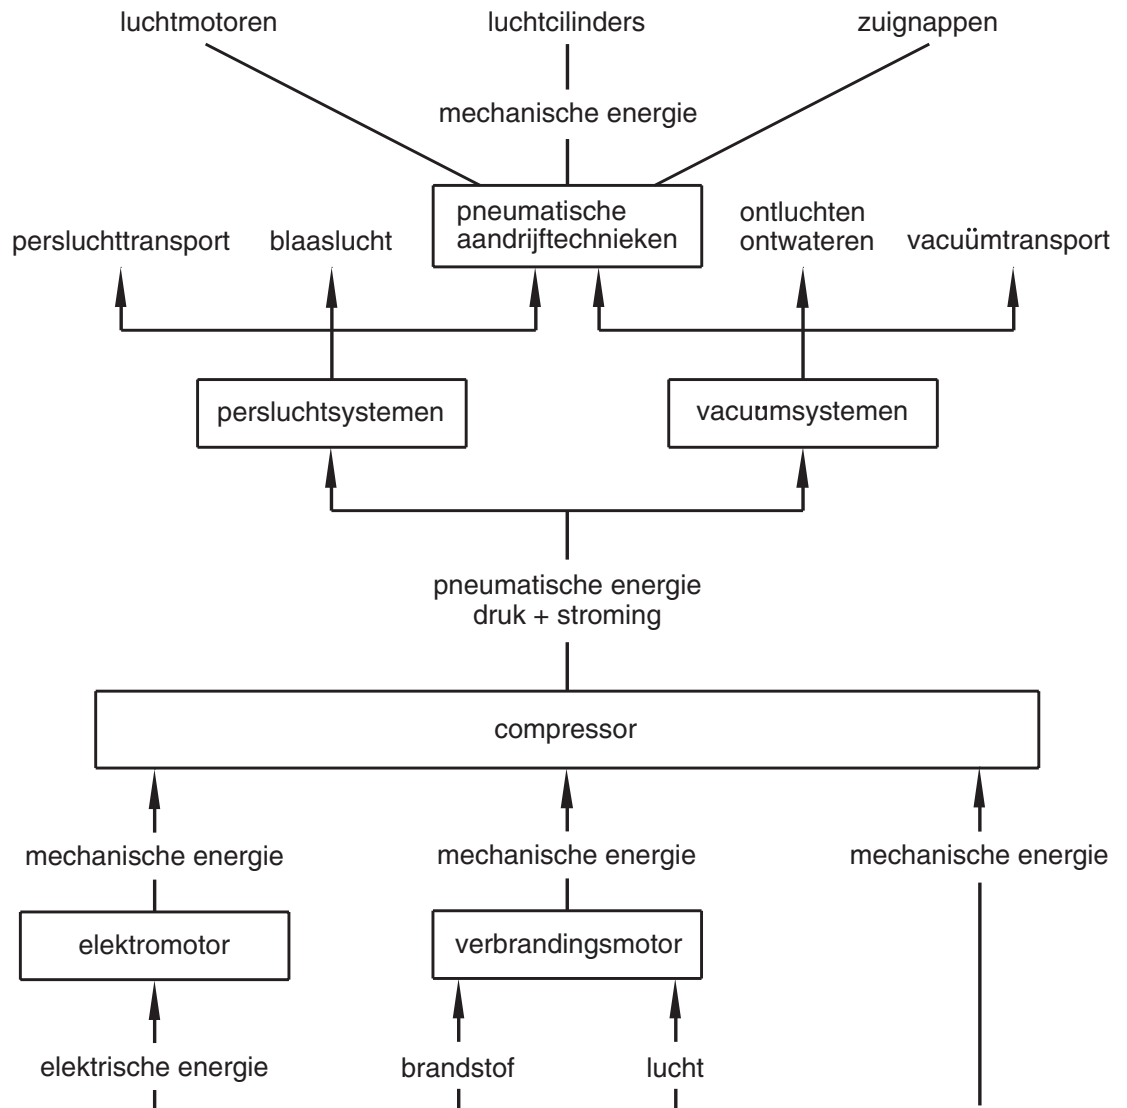 luchtmotoren
luchtcilinders
zuignappen
mechanische energie
pneumatische
aandrijftechnieken
ontluchten
ontwateren
persluchttransport
blaaslucht
vacuümtransport
persluchtsystemen
vacuümsystemen
pneumatische energie
druk + stroming
compressor
mechanische energie
mechanische energie
mechanische energie
elektromotor
verbrandingsmotor
elektrische energie
brandstof
lucht